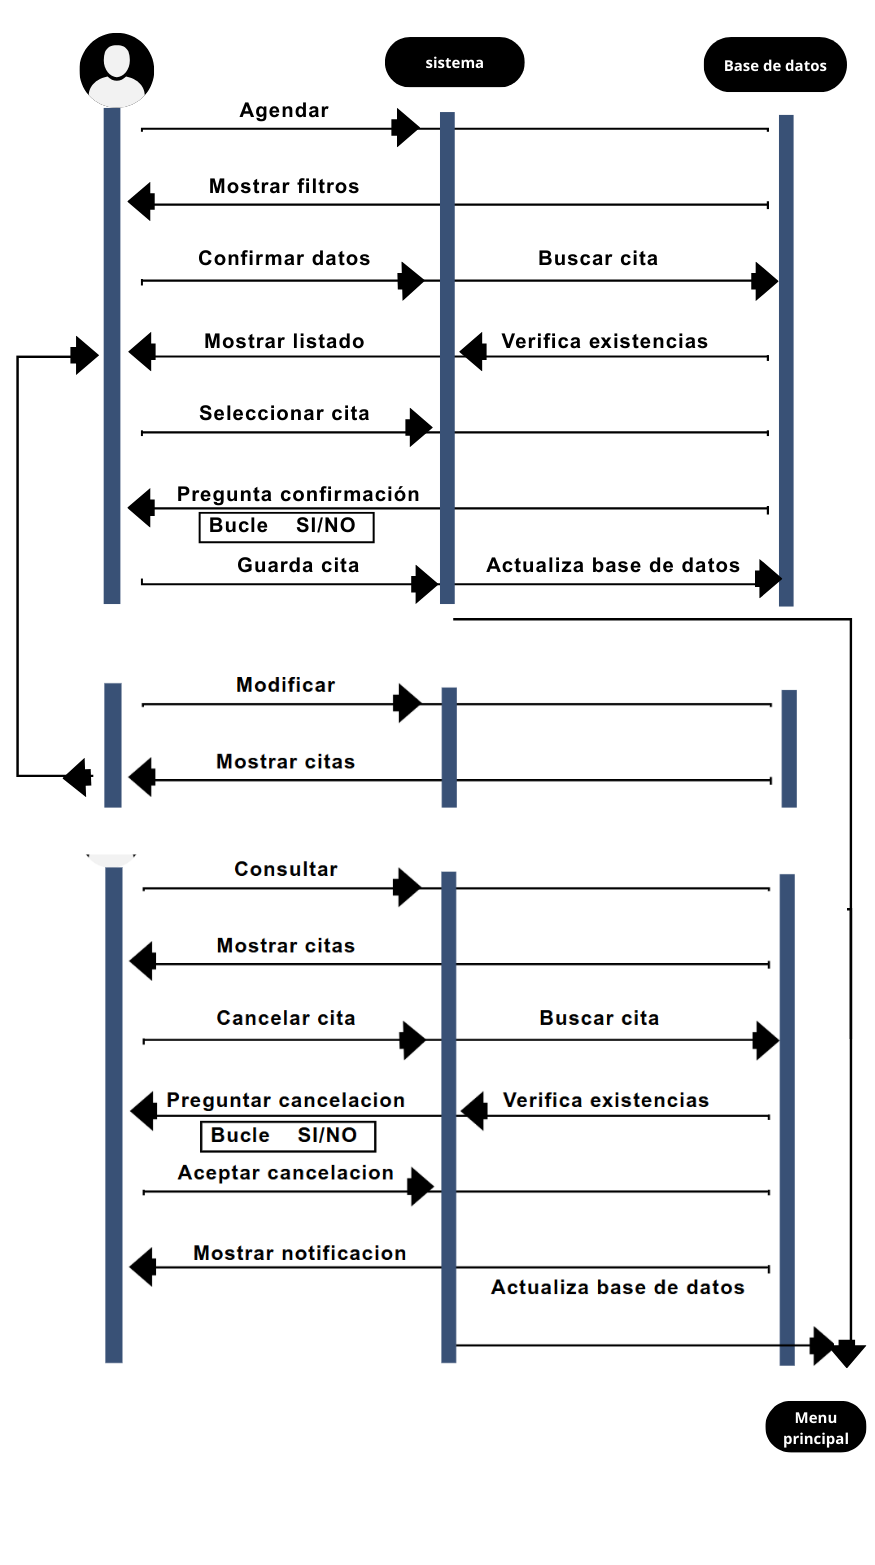 sistema
Base de datos
Agendar
Mostrar filtros
Confirmar datos
Buscar cita
Mostrar listado
Verifica existencias
Seleccionar cita
Pregunta confirmación
Bucle SI/NO
Guarda cita
Actualiza base de datos
Modificar
Mostrar citas
Consultar
Mostrar citas
Cancelar cita
Buscar cita
Preguntar cancelacion
Verifica existencias
Bucle SI/NO
Aceptar cancelacion
Mostrar notificacion
Actualiza base de datos
Menu
principal